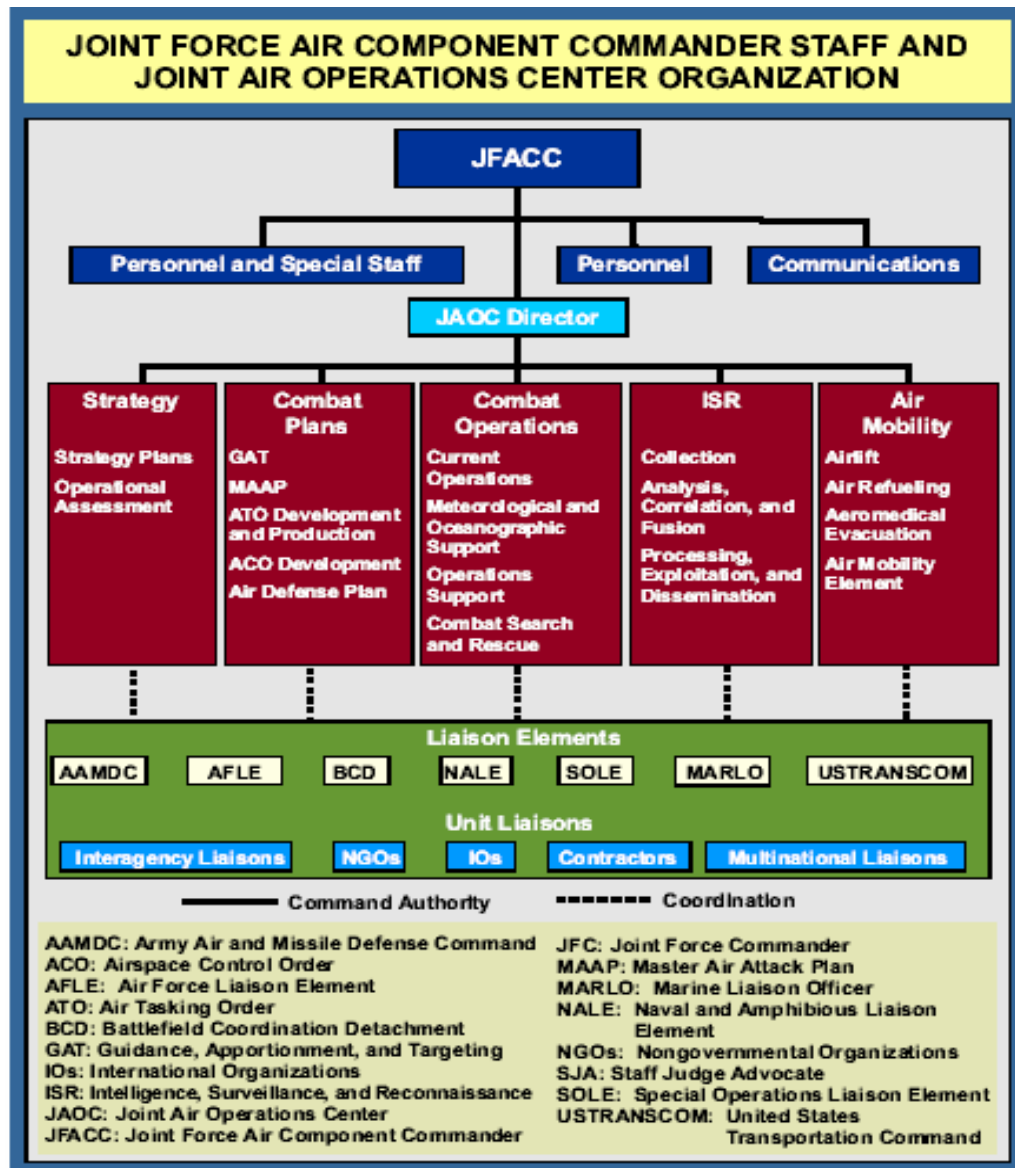 JOINT FORCE AIR COMPONENT COMMANDER STAFF AND
JOINT AIR OPERATIONS CENTER ORGANIZATION
JFACC
Personnel and Special Staff
Personnel
Communications
JAOC Director
Strategy
Strategy Plans
Operational
Assessment
Combat
Plans
GAT
MAAP
ATO Development
and Production
ACO Development
Air Defense Plan
Combat
Operations
Current
Operations
Meteorological and
Oceanographic
Support
Operations
Support
Combat Search
and Rescue
ISR
Collection
Analysis,
Correlation, and
Fusion
Processing,
Exploitation, and
Dissemination
Air
Mobility
Airlift
Air Refueling
Aeromedical
Evacuation
Air Mobility
Element
Liaison Elements
AAMDC
AFLE
BCD
NALE
SOLE
MARLO
USTRANSCOM
Unit Liaisons
Interagency Liaisons
NGOs
IOs
Contractors
Multinational Liaisons
Command Authority
Coordination
AAMDC: Army Air and Missile Defense Command
ACO: Airspace Control Order
AFLE: Air Force Liaison Element
ATO: Air Tasking Order
BCD: Battlefield Coordination Detachment
GAT: Guidance, Apportionment, and Targeting
IOs: International Organizations
ISR: Intelligence, Surveillance, and Reconnaissance
JAOC: Joint Air Operations Center
JFACC: Joint Force Air Component Commander
JFC: Joint Force Commander
MAAP: Master Air Attack Plan
MARLO: Marine Liaison Officer
NALE: Naval and Amphibious Liaison
Element
NGOs: Nongovernmental Organizations
SJA: Staff Judge Advocate
SOLE: Special Operations Liaison Element
USTRANSCOM: United States
Transportation Command